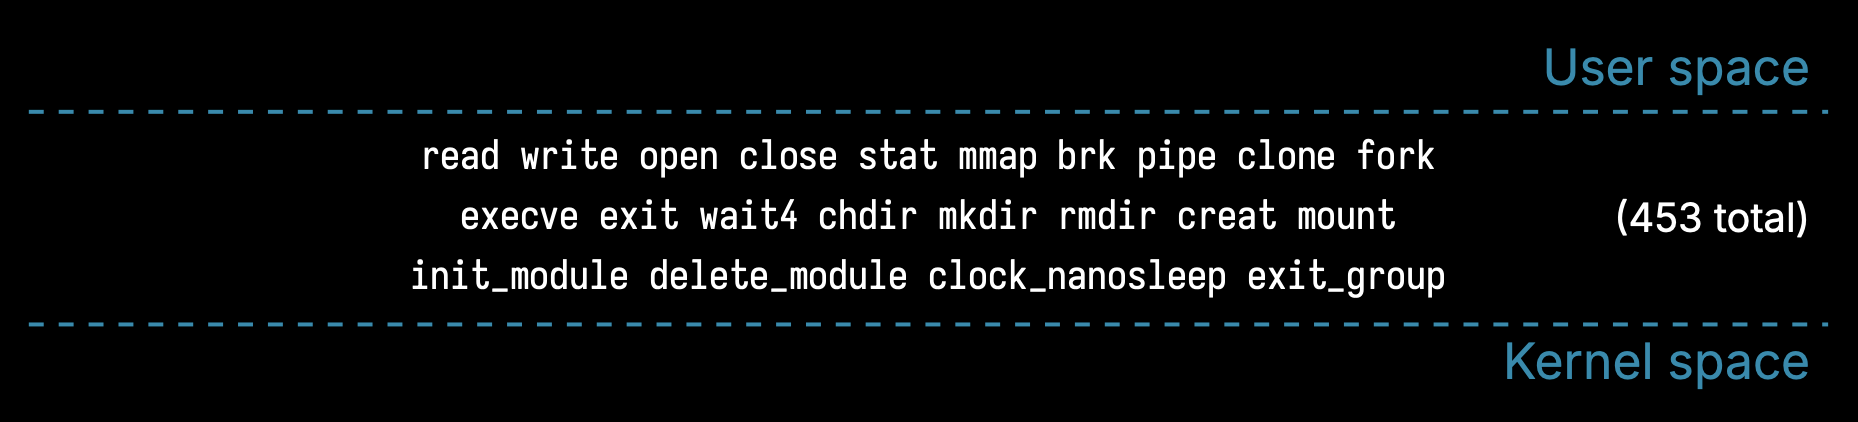 User space
read write open close stat mmap brk pipe clone fork
execve exit wait4 chdir mkdir rmdir creat mount
(453 total)
init_module delete_module clock_nanosleep exit_group
Kernel space